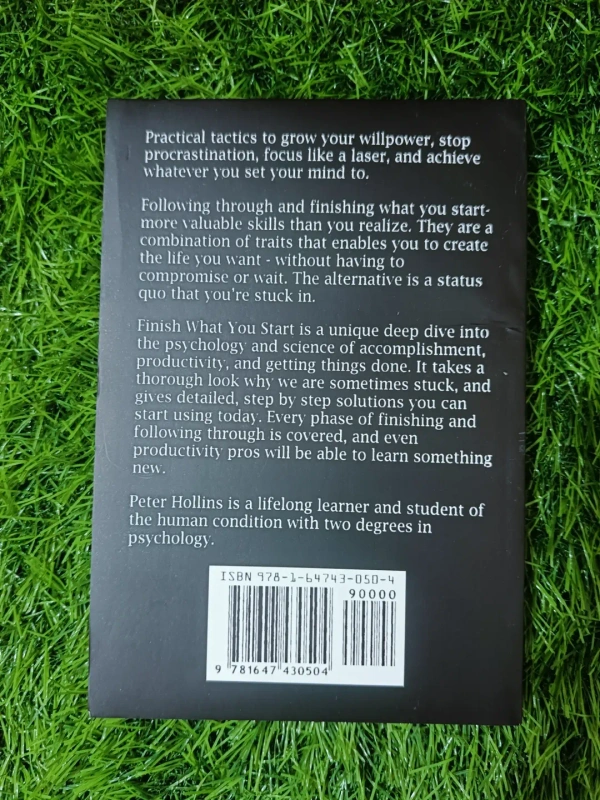 Practical tactics to grow your willpower, stop
procrastination, focus like a laser, and achieve
whatever you set your mind to.
Following through and finishing what you start-
more valuable skills than you realize. They are a
combination of traits that enables you to create
the life you want - without having to
compromise or wait. The alternative is a status
quo that you're stuck in.
Finish What You Start is a unique deep dive into
the psychology and science of accomplishment,
productivity, and getting things done. It takes a
thorough look why we are sometimes stuck, and
gives detailed, step by step solutions you can
start using today. Every phase of finishing and
following through is covered, and even
productivity pros will be able to learn something
new.
Peter Hollins is a lifelong learner and student of
the human condition with two degrees in
psychology.
ISBN 978-1-64743-050-4
90000
9 781647 430504